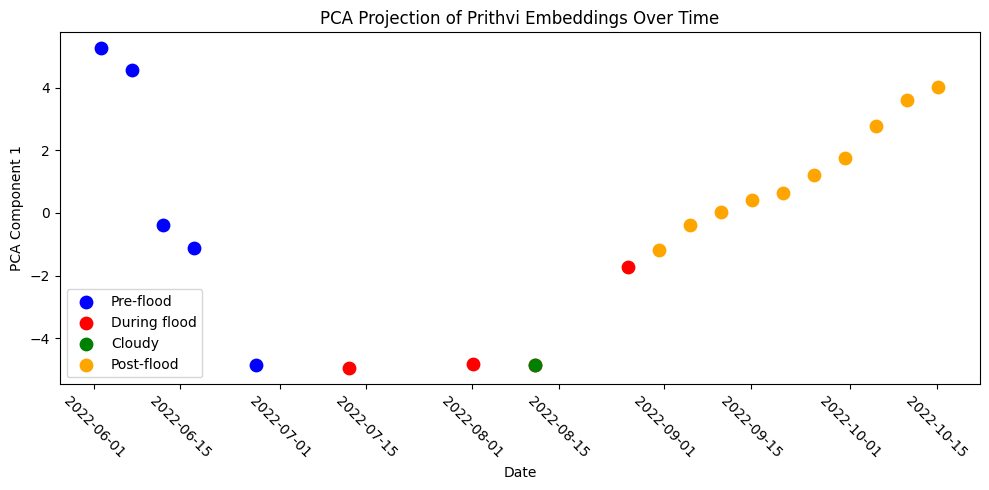 PCA Projection of Prithvi Embeddings Over Time
PCA Component 1
4
2
0
−2
−4
Pre-flood
During flood
Cloudy
Post-flood
2022-06-01
2022-06-15
2022-07-01
2022-07-15
2022-08-01
2022-08-15
2022-09-01
2022-09-15
2022-10-01
2022-10-15
Date